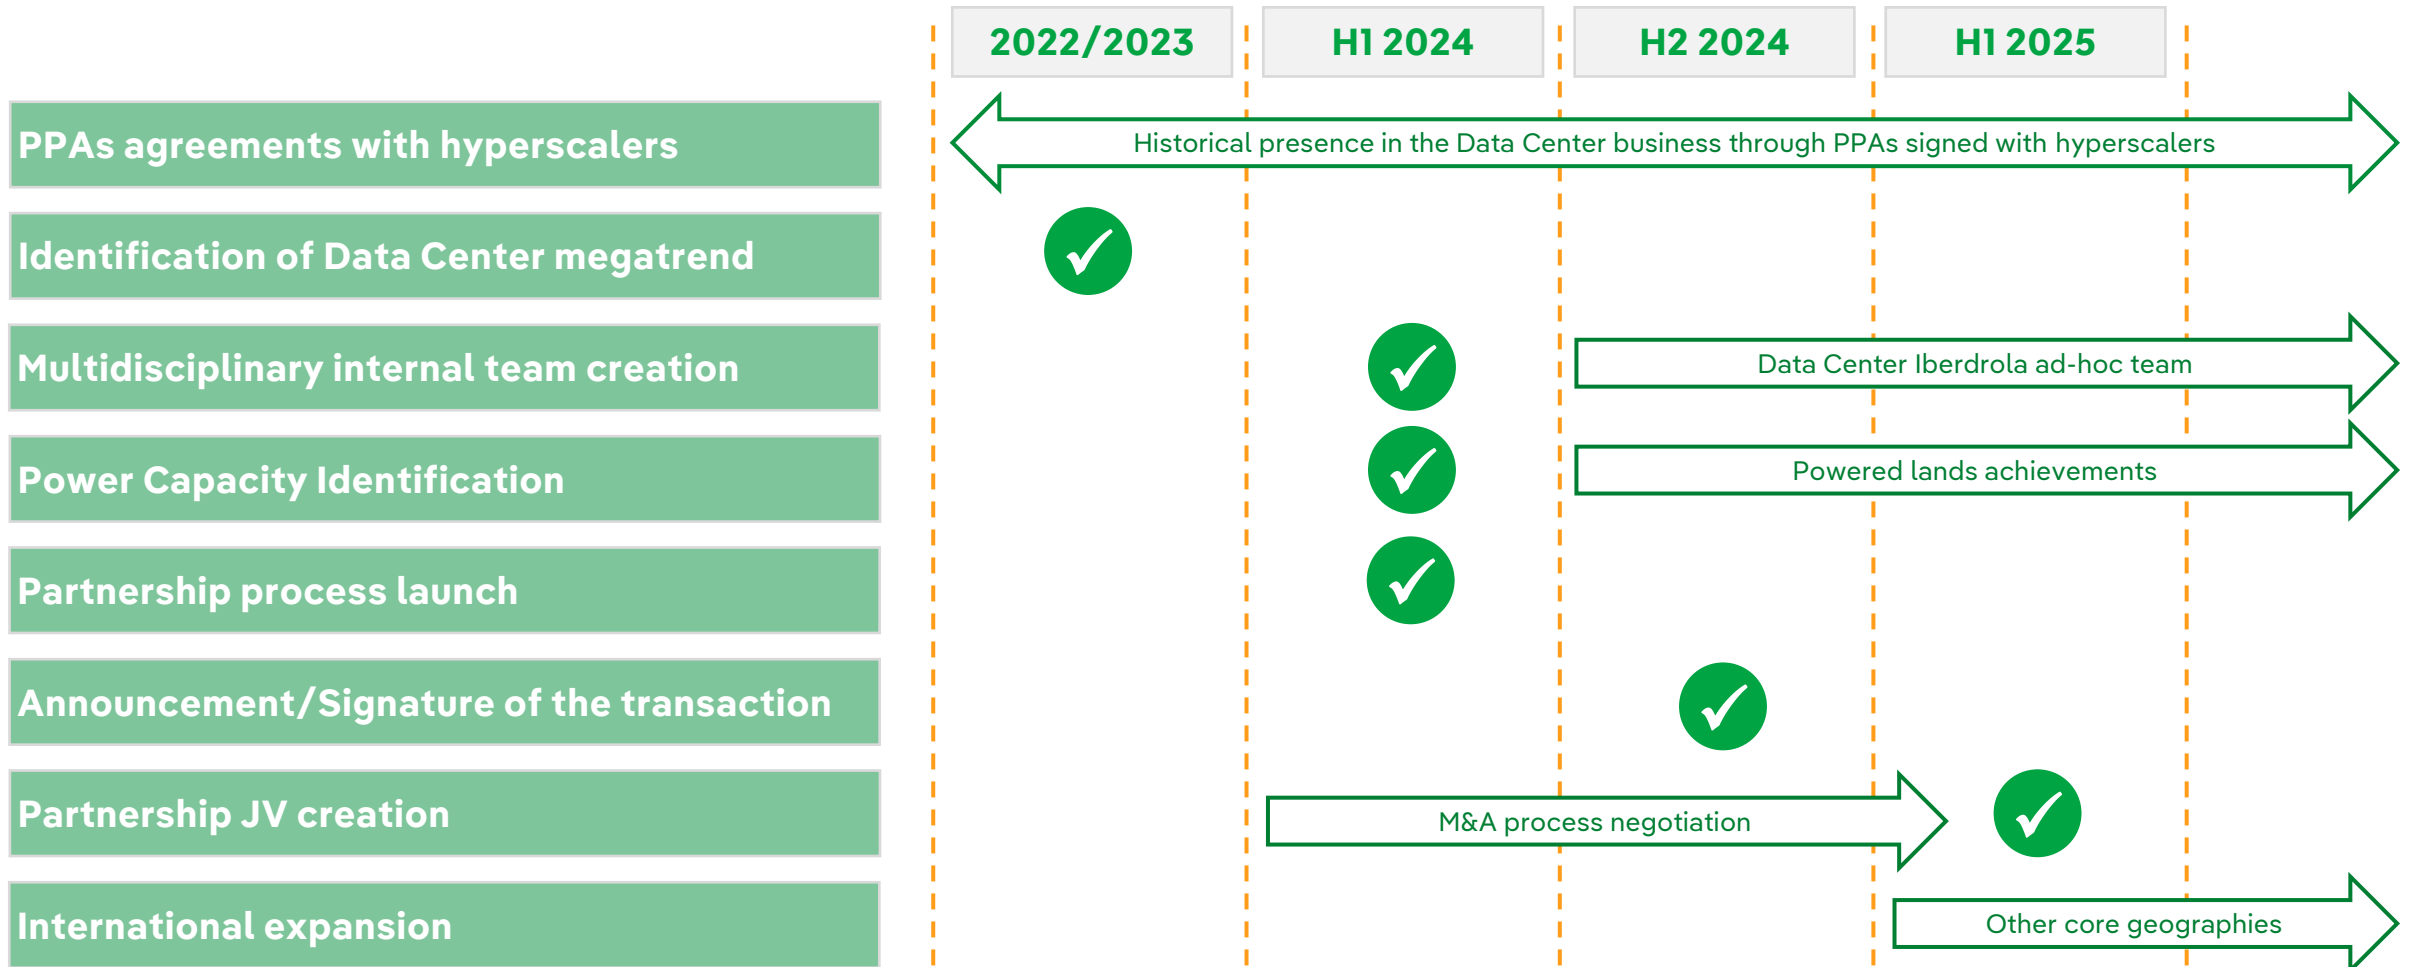 2022/2023
H1 2024
H2 2024
H1 2025
PPAs agreements with hyperscalers
Historical presence in the Data Center business through PPAs signed with hyperscalers
Identification of Data Center megatrend
Multidisciplinary internal team creation
Data Center Iberdrola ad-hoc team
Power Capacity Identification
Powered lands achievements
Partnership process launch
Announcement/Signature of the transaction
Partnership JV creation
M&A process negotiation
International expansion
Other core geographies